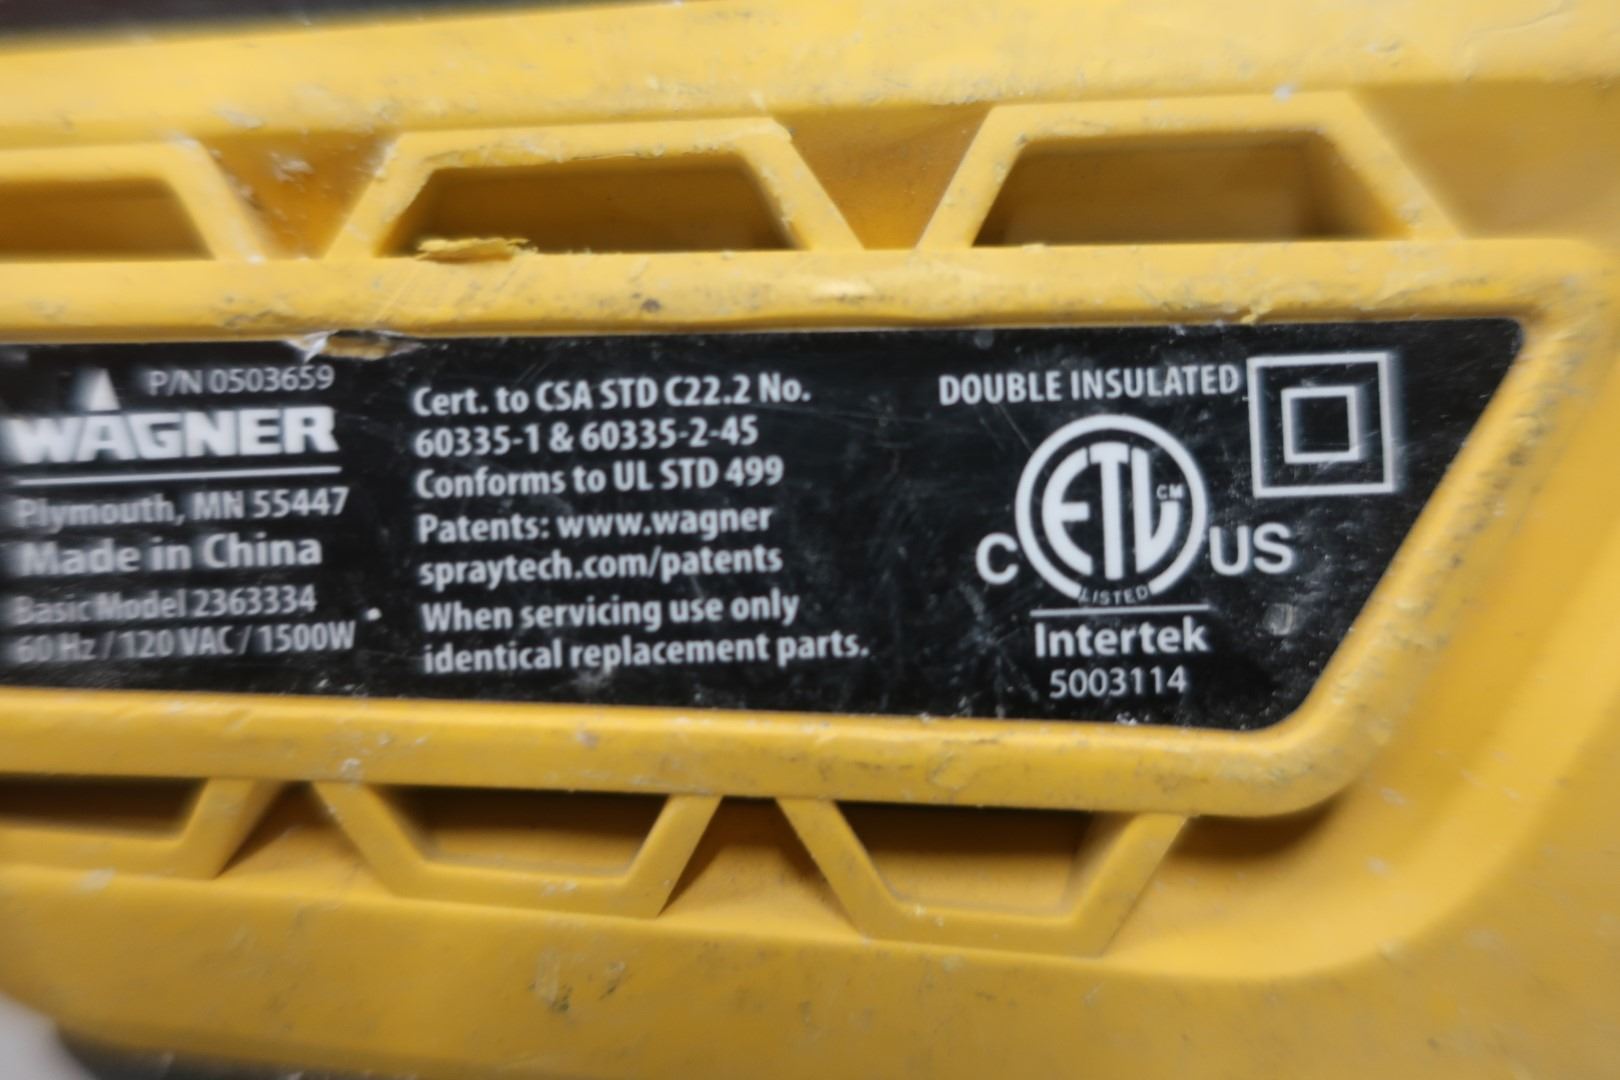 P/N 0503659
WAGNER
Plymouth, MN 55447
Made in China
Basic Model 2363334
60 Hz / 120 VAC / 1500W
Cert. to CSA STD C22.2 No.
60335-1 & 60335-2-45
Conforms to UL STD 499
Patents: www.wagner
spraytech.com/patents
When servicing use only
identical replacement parts.
DOUBLE INSULATED
ETL CM
C US
LISTED
Intertek
5003114